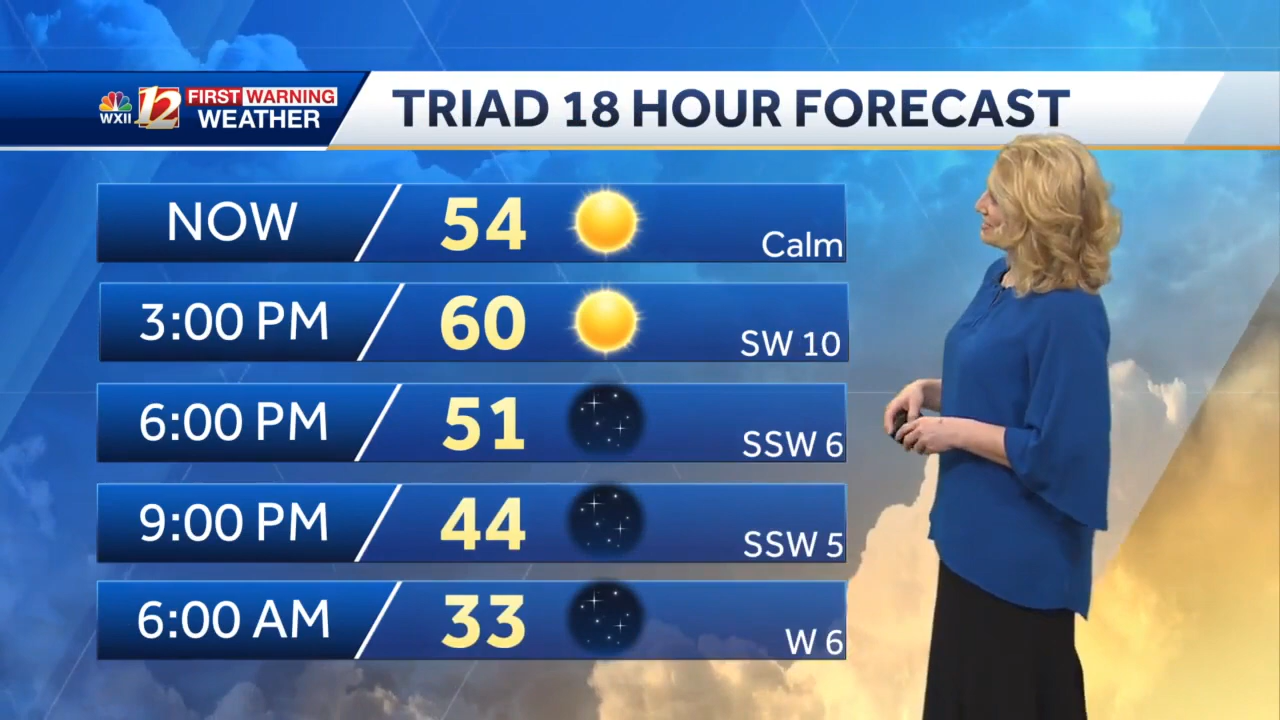 WXII 12 FIRST WARNING
WEATHER
TRIAD 18 HOUR FORECAST
NOW 54 Calm
3:00 PM 60 SW 10
6:00 PM 51 SSW 6
9:00 PM 44 SSW 5
6:00 AM 33 W 6